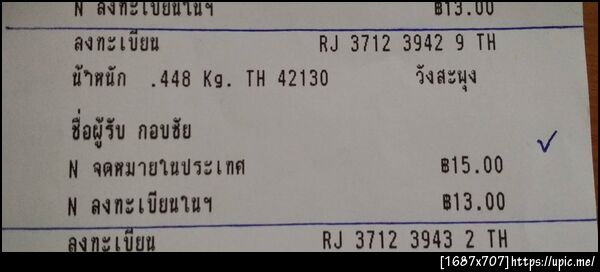 N ลงทะเบียนในฯ ฿13.00
ลงทะเบียน RJ 3712 3942 9 TH
น้ำหนัก .448 Kg. TH 42130 วังสะพุง
ชื่อผู้รับ กอบชัย
N จดหมายในประเทศ ฿15.00
N ลงทะเบียนในฯ ฿13.00
ลงทะเบียน RJ 3712 3943 2 TH
[1687x707]https://upic.me/